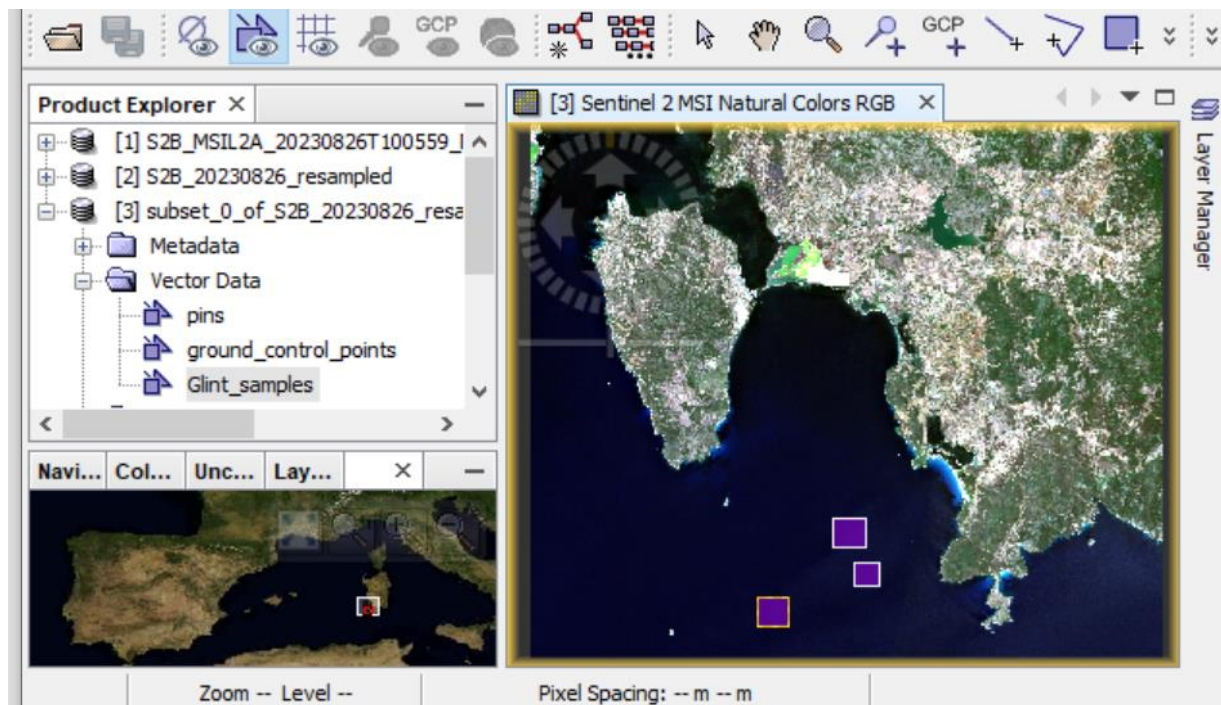 GCP
GCP
Product Explorer
[1] S2B_MSIL2A_20230826T100559_
[2] S2B_20230826_resampled
[3] subset_0_of_S2B_20230826_resa
Metadata
Vector Data
pins
ground_control_points
Glint_samples
[3] Sentinel 2 MSI Natural Colors RGB
Layer Manager
Navi... Col... Unc... Lay...
Zoom -- Level --
Pixel Spacing: -- m -- m